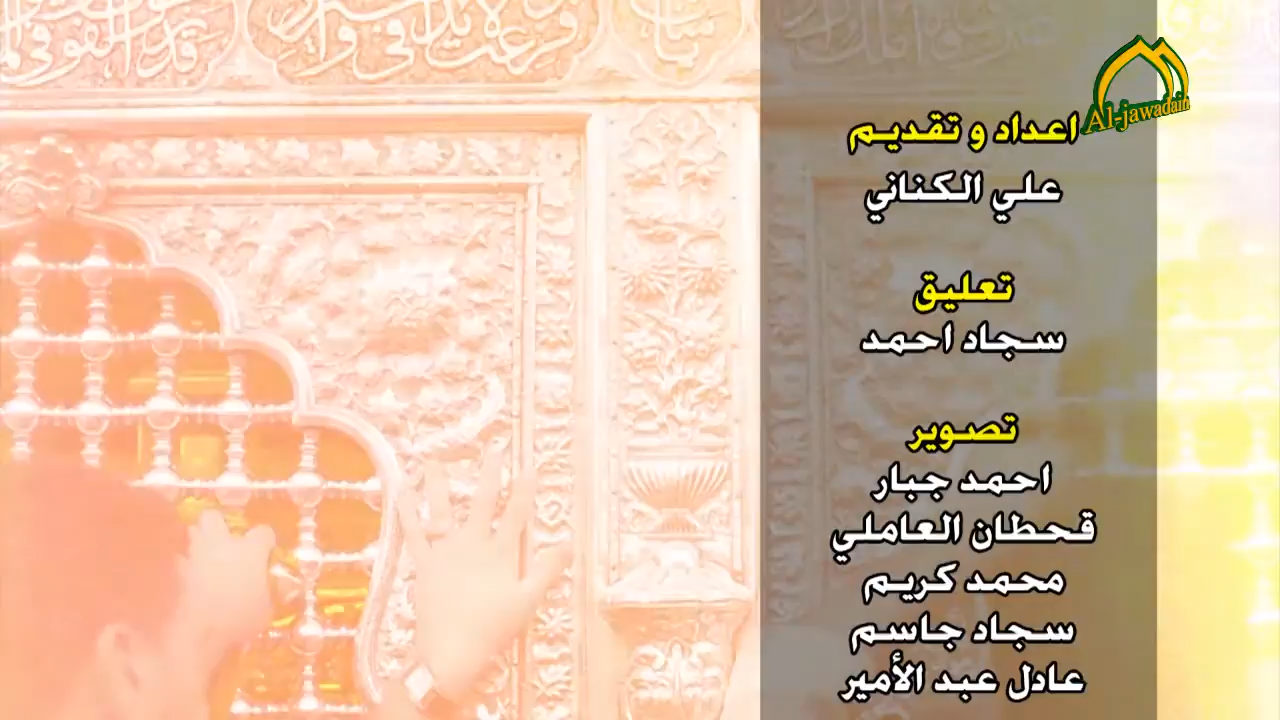 Al-jawadain
اعداد و تقديم
علي الكناني
تعليق
سجاد احمد
تصوير
احمد جبار
قحطان العاملي
محمد كريم
سجاد جاسم
عادل عبد الأمير